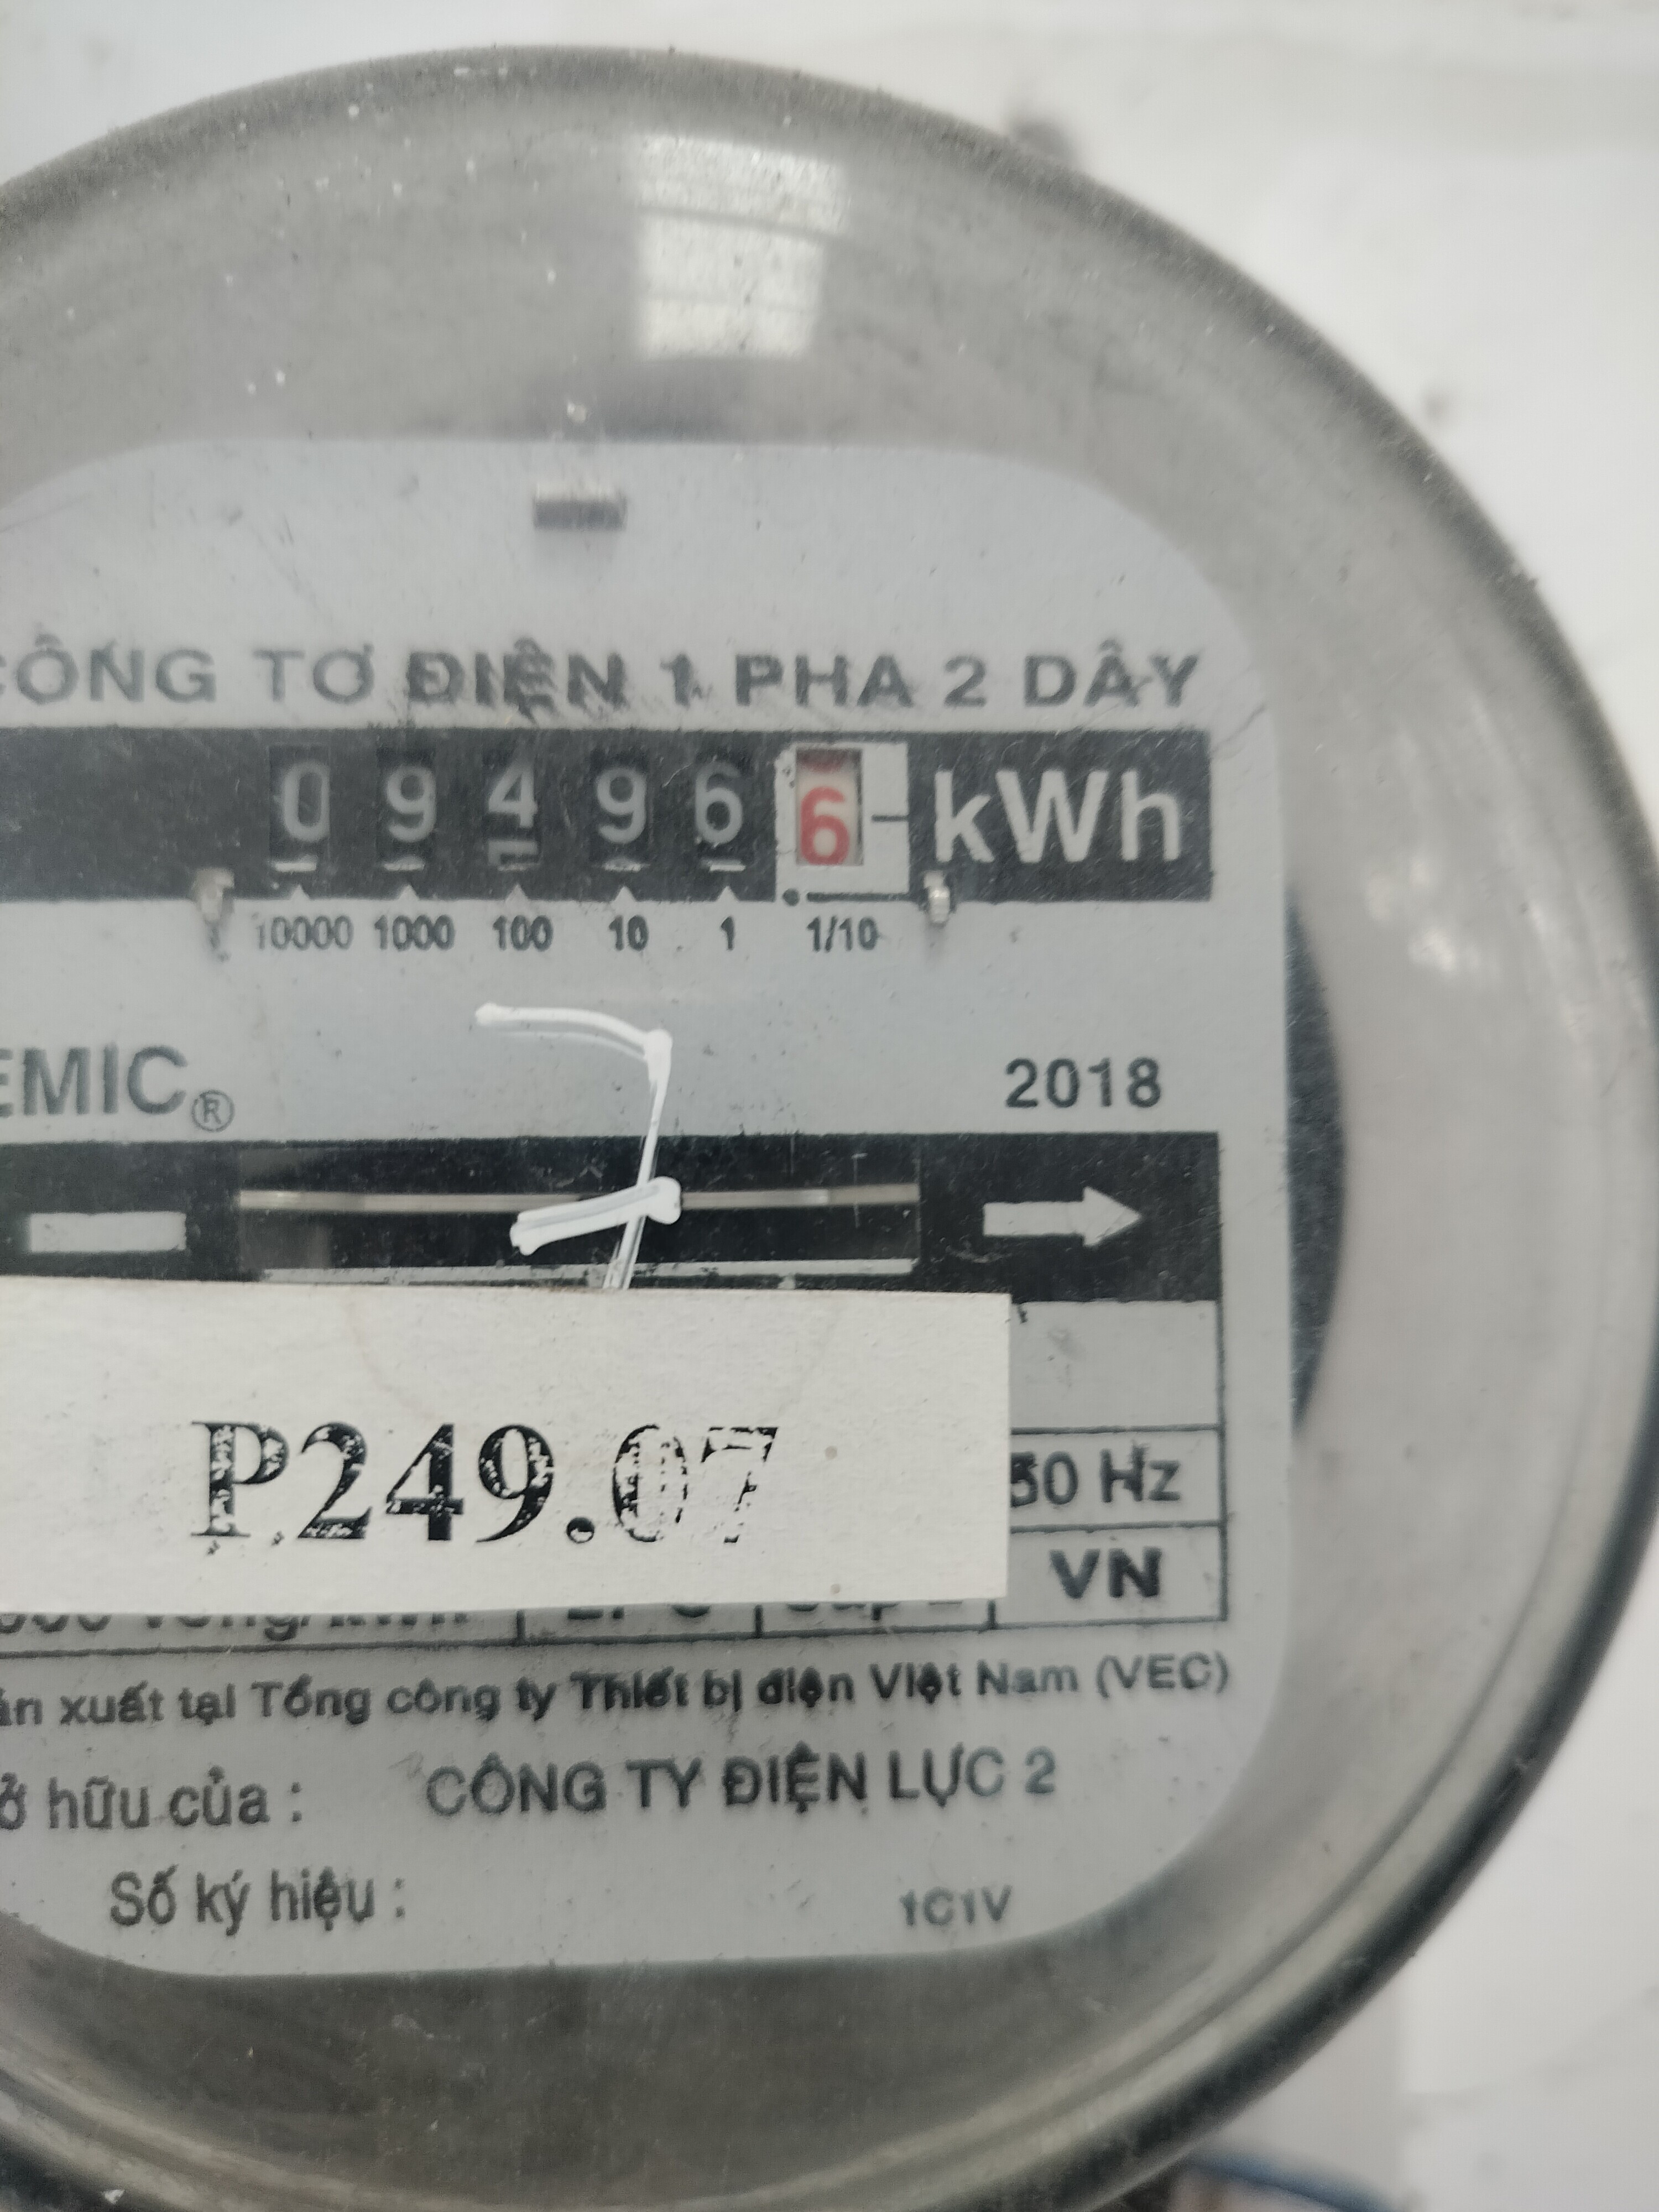 CÔNG TƠ ĐIỆN 1 PHA 2 DÂY
0 9 4 9 6 6 kWh
10000 1000 100 10 1 1/10
EMIC® 2018
7
P249.07
50 Hz
VN
sản xuất tại Tổng công ty Thiết bị điện Việt Nam (VEC)
ở hữu của : CÔNG TY ĐIỆN LỰC 2
Số ký hiệu : 1C1V